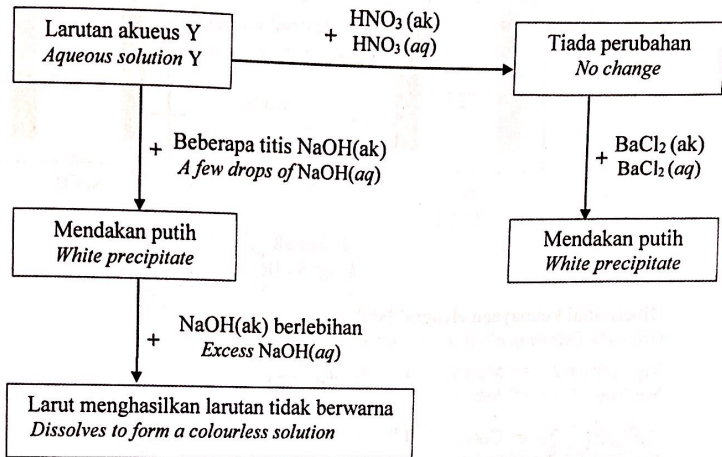 Larutan akueus Y
Aqueous solution Y
+ HNO₃ (ak)
HNO₃ (aq)
Tiada perubahan
No change
+ Beberapa titis NaOH(ak)
A few drops of NaOH(aq)
+ BaCl₂ (ak)
BaCl₂ (aq)
Mendakan putih
White precipitate
Mendakan putih
White precipitate
+ NaOH(ak) berlebihan
Excess NaOH(aq)
Larut menghasilkan larutan tidak berwarna
Dissolves to form a colourless solution